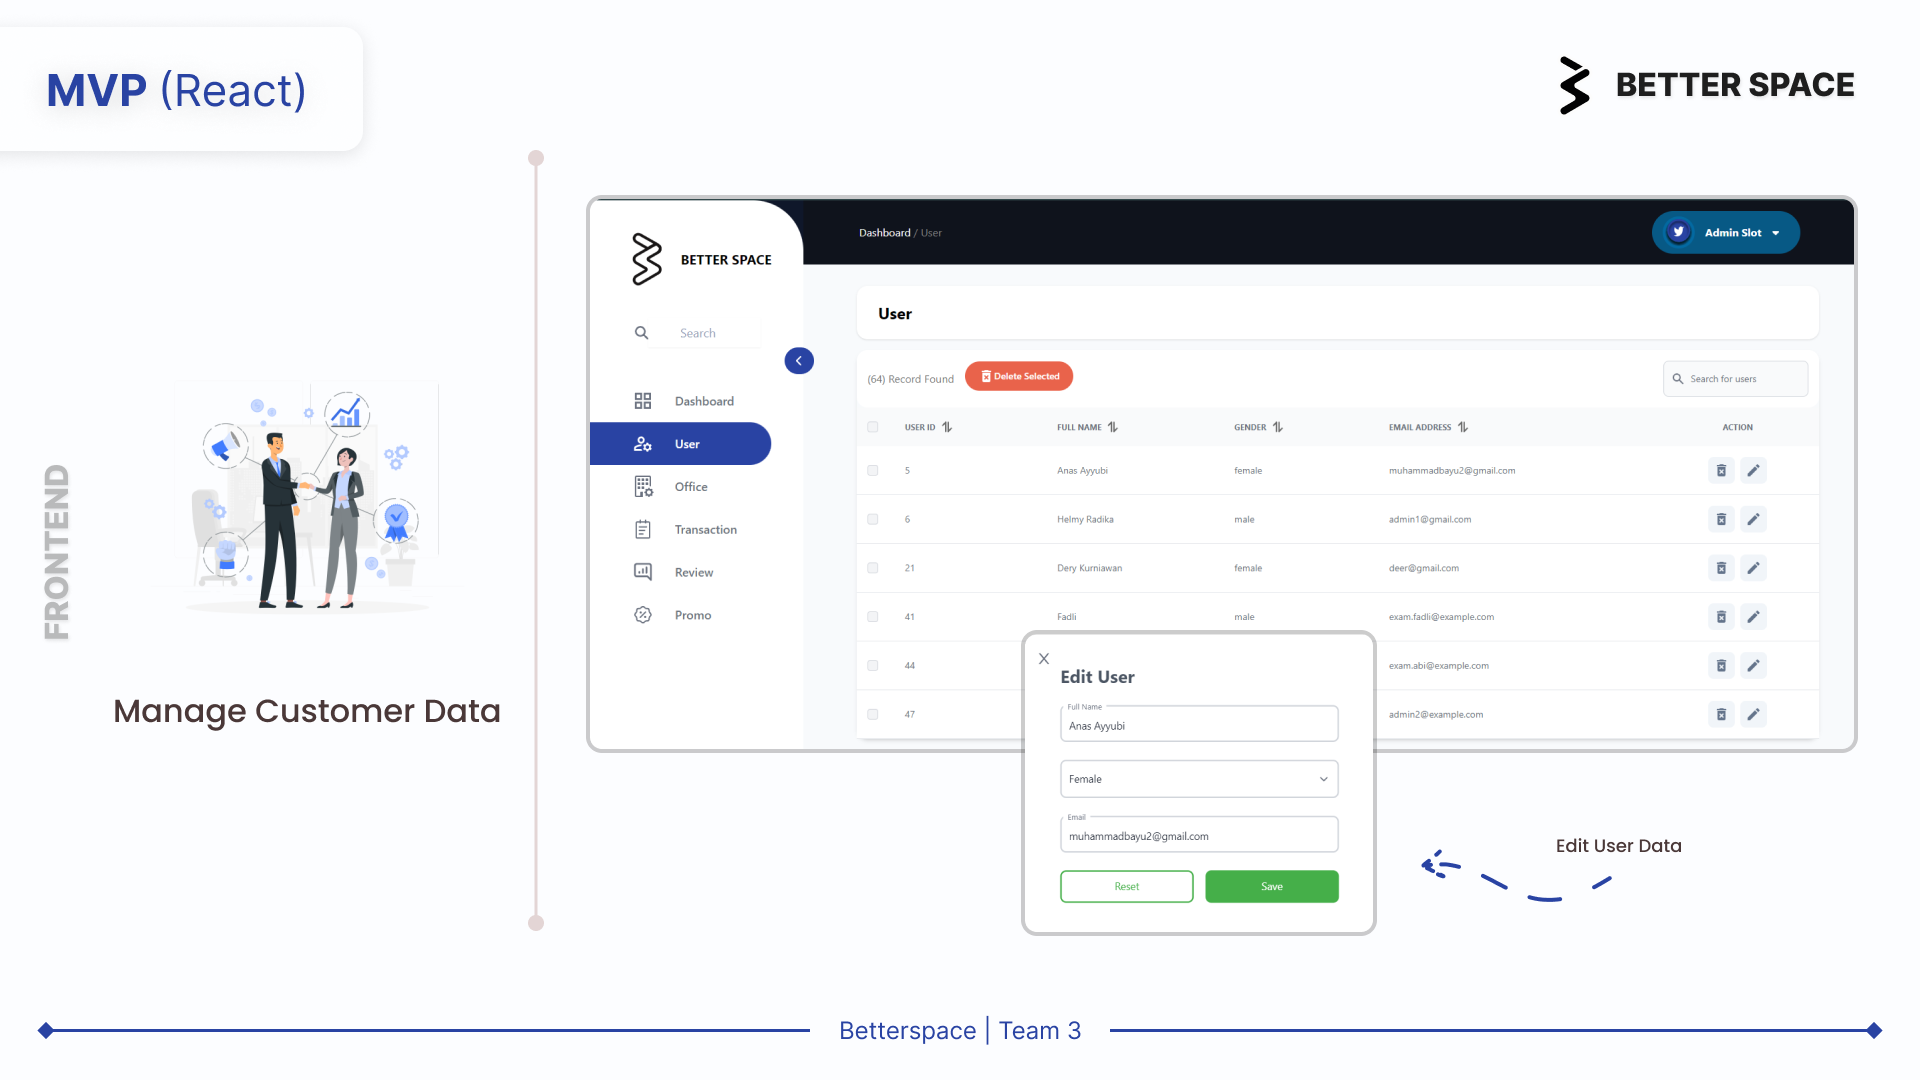 MVP (React)
BETTER SPACE
FRONTEND
Manage Customer Data
BETTER SPACE
Search
Dashboard
User
Office
Transaction
Review
Promo
Dashboard / User
Admin Slot
User
(64) Record Found
Delete Selected
Search for users
USER ID FULL NAME GENDER EMAIL ADDRESS ACTION
5 Anas Ayyubi female muhammadbayu2@gmail.com
6 Helmy Radika male admin1@gmail.com
21 Dery Kurniawan female deer@gmail.com
41 Fadli male exam.fadli@example.com
44 exam.abi@example.com
47 admin2@example.com
X
Edit User
Full Name
Anas Ayyubi
Female
Email
muhammadbayu2@gmail.com
Reset Save
Edit User Data
Betterspace | Team 3